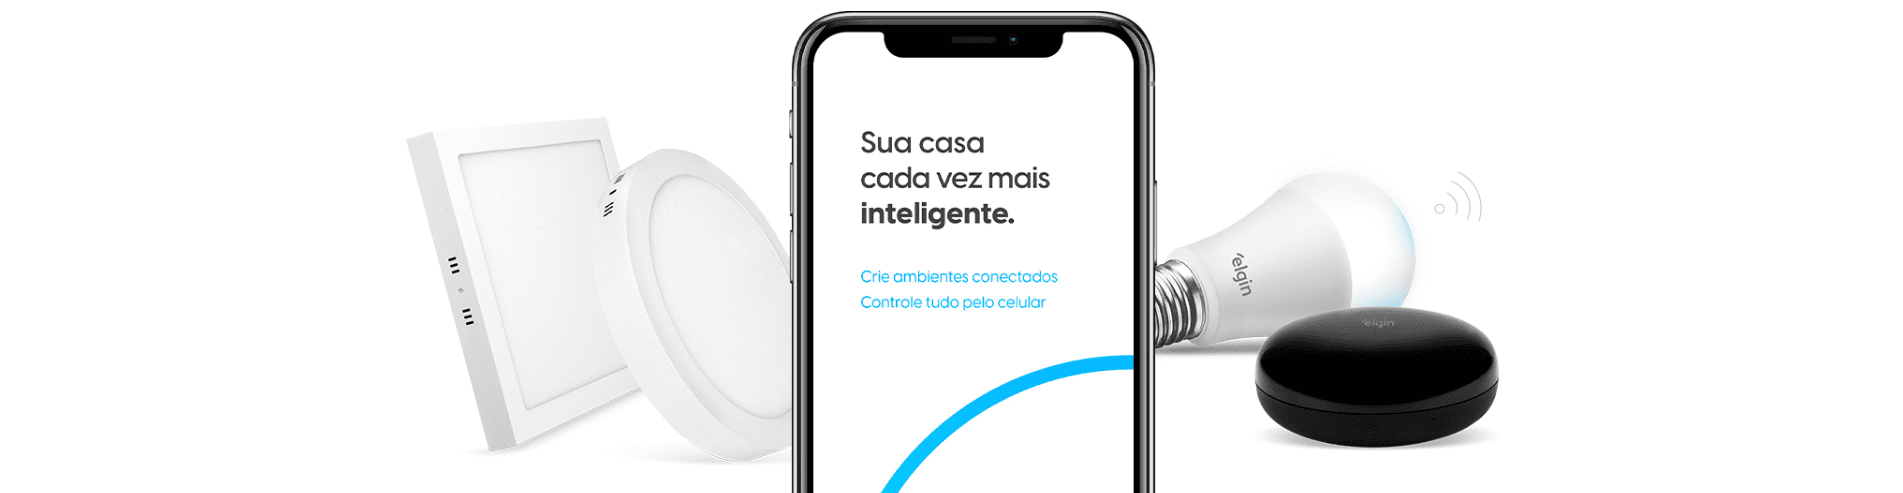 Sua casa
cada vez mais
inteligente.
Crie ambientes conectados
Controle tudo pelo celular
elgin
elgin